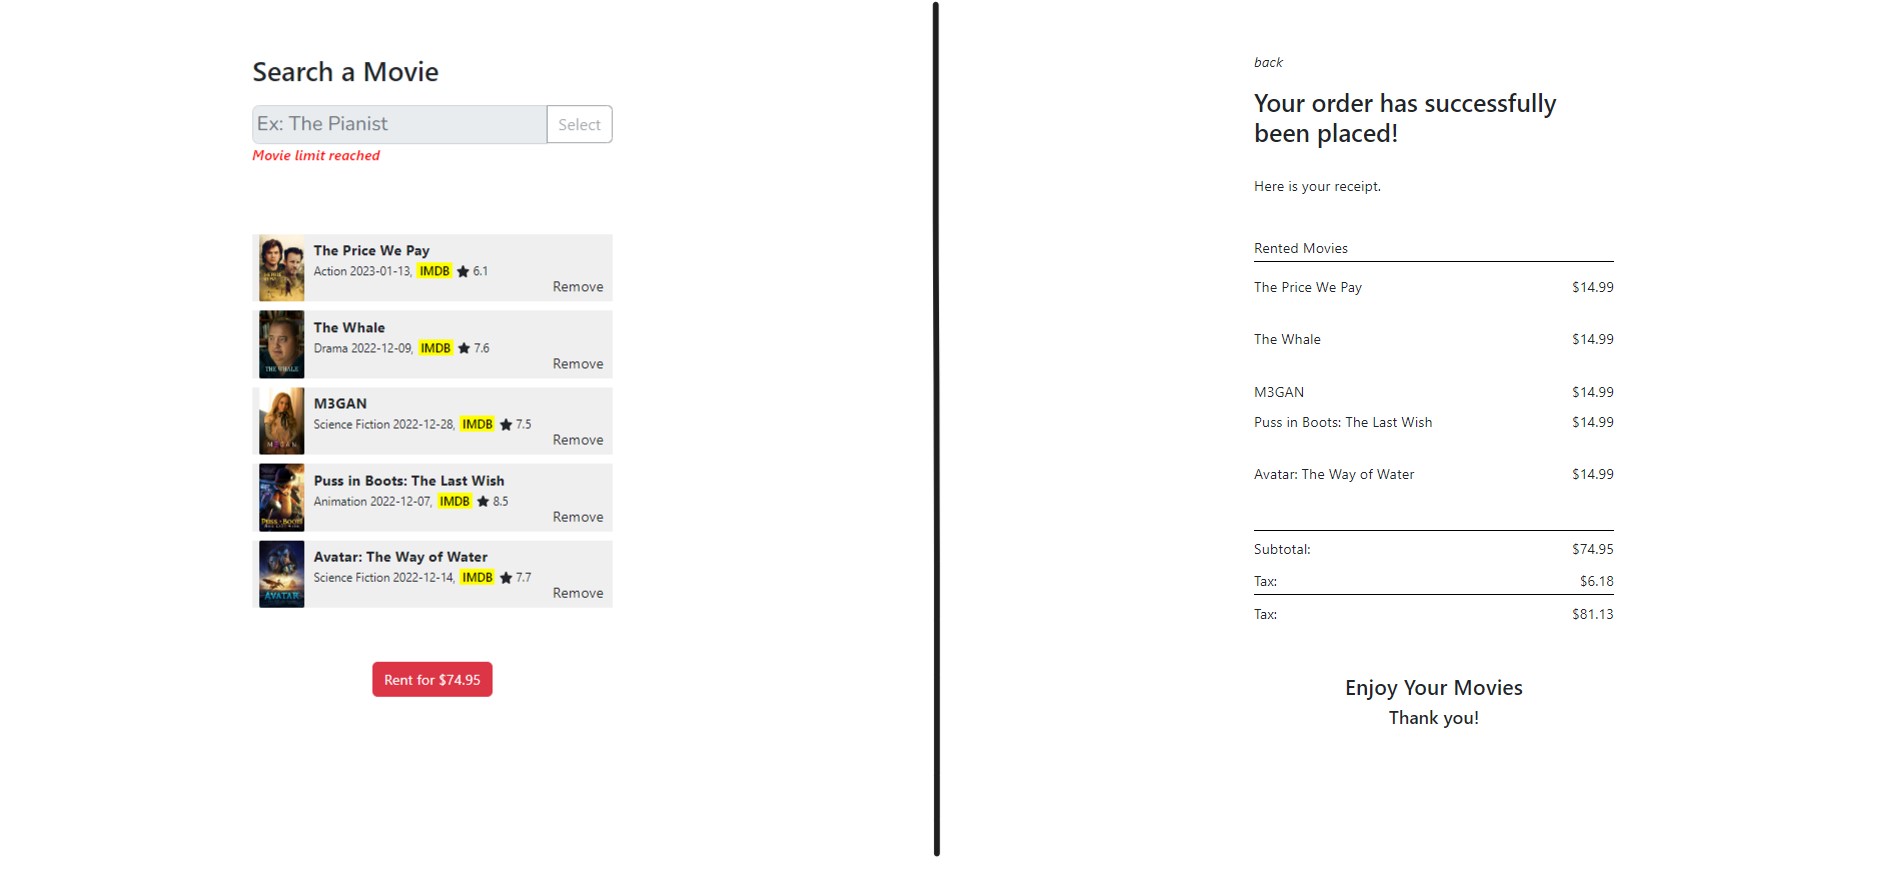 Search a Movie
Ex: The Pianist
Select
Movie limit reached
The Price We Pay
Action 2023-01-13, IMDB ★ 6.1
Remove
The Whale
Drama 2022-12-09, IMDB ★ 7.6
Remove
THE WHALE
M3GAN
Science Fiction 2022-12-28, IMDB ★ 7.5
Remove
M3GAN
Puss in Boots: The Last Wish
Animation 2022-12-07, IMDB ★ 8.5
Remove
Avatar: The Way of Water
Science Fiction 2022-12-14, IMDB ★ 7.7
Remove
AVATAR
Rent for $74.95
back
Your order has successfully
been placed!
Here is your receipt.
Rented Movies
The Price We Pay $14.99
The Whale $14.99
M3GAN $14.99
Puss in Boots: The Last Wish $14.99
Avatar: The Way of Water $14.99
Subtotal: $74.95
Tax: $6.18
Tax: $81.13
Enjoy Your Movies
Thank you!